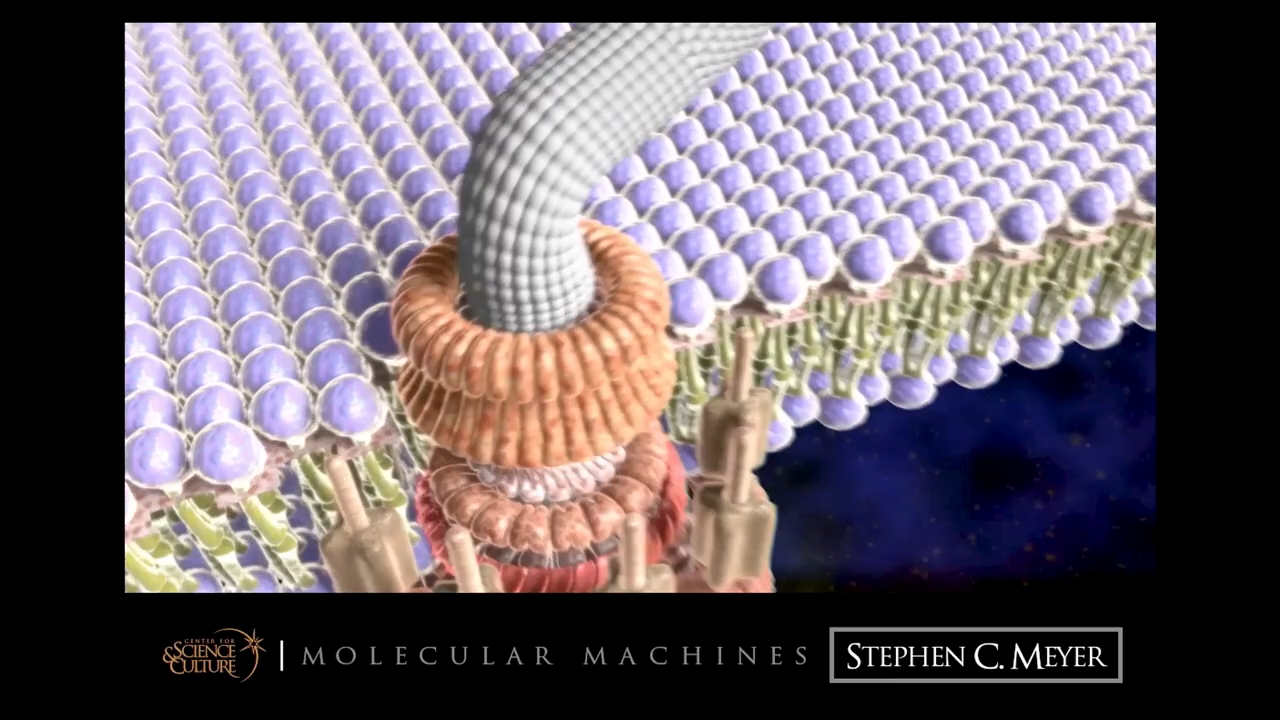 CENTER FOR
SCIENCE
& CULTURE
MOLECULAR MACHINES
STEPHEN C. MEYER